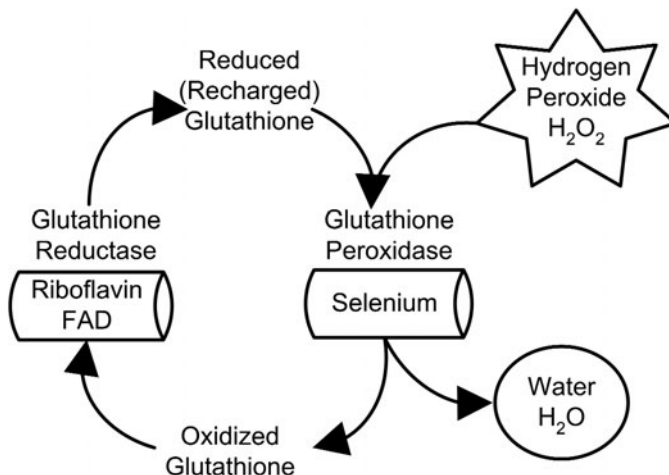 Reduced
(Recharged)
Glutathione
Hydrogen
Peroxide
H₂O₂
Glutathione
Reductase
Riboflavin
FAD
Glutathione
Peroxidase
Selenium
Water
H₂O
Oxidized
Glutathione